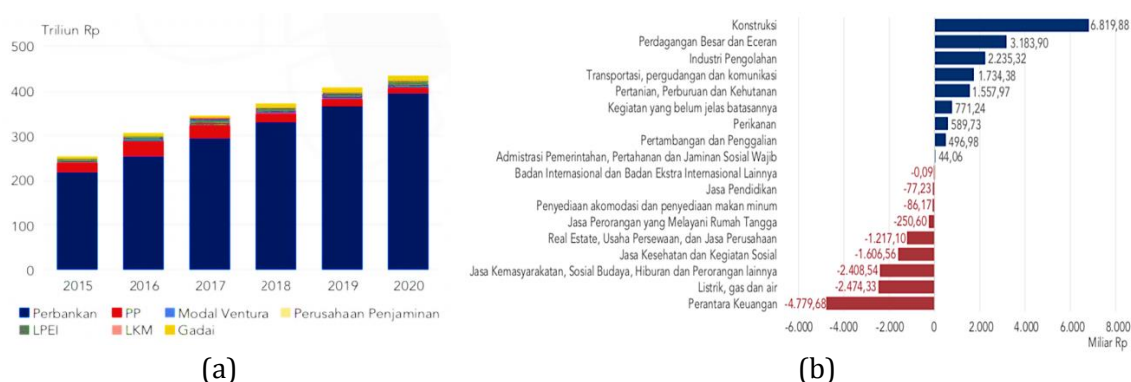 Triliun Rp
500
400
300
200
100
0
2015 2016 2017 2018 2019 2020
Perbankan PP Modal Ventura Perusahaan Penjaminan
LPEI LKM Gadai
(a)
Konstruksi 6.819,88
Perdagangan Besar dan Eceran 3.183,90
Industri Pengolahan 2.235,32
Transportasi, pergudangan dan komunikasi 1.734,38
Pertanian, Perburuan dan Kehutanan 1.557,97
Kegiatan yang belum jelas batasannya 771,24
Perikanan 589,73
Pertambangan dan Penggalian 496,98
Admistrasi Pemerintahan, Pertahanan dan Jaminan Sosial Wajib 44,06
Badan Internasional dan Badan Ekstra Internasional Lainnya -0,09
Jasa Pendidikan -77,23
Penyediaan akomodasi dan penyediaan makan minum -86,17
Jasa Perorangan yang Melayani Rumah Tangga -250,60
Real Estate, Usaha Persewaan, dan Jasa Perusahaan -1.217,10
Jasa Kesehatan dan Kegiatan Sosial -1.606,56
Jasa Kemasyarakatan, Sosial Budaya, Hiburan dan Perorangan lainnya -2.408,54
Listrik, gas dan air -2.474,33
Perantara Keuangan -4.779,68
-6.000 -4.000 -2.000 0 2.000 4.000 6.000 8.000
Miliar Rp
(b)